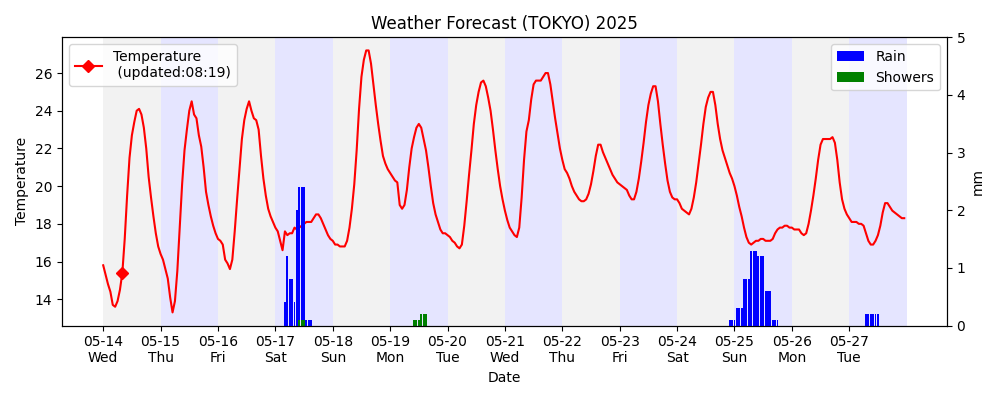 Weather Forecast (TOKYO) 2025
Temperature
(updated:08:19)
Rain
Showers
Temperature
26
24
22
20
18
16
14
5
4
3
2
1
0
mm
05-14 05-15 05-16 05-17 05-18 05-19 05-20 05-21 05-22 05-23 05-24 05-25 05-26 05-27
Wed Thu Fri Sat Sun Mon Tue Wed Thu Fri Sat Sun Mon Tue
Date